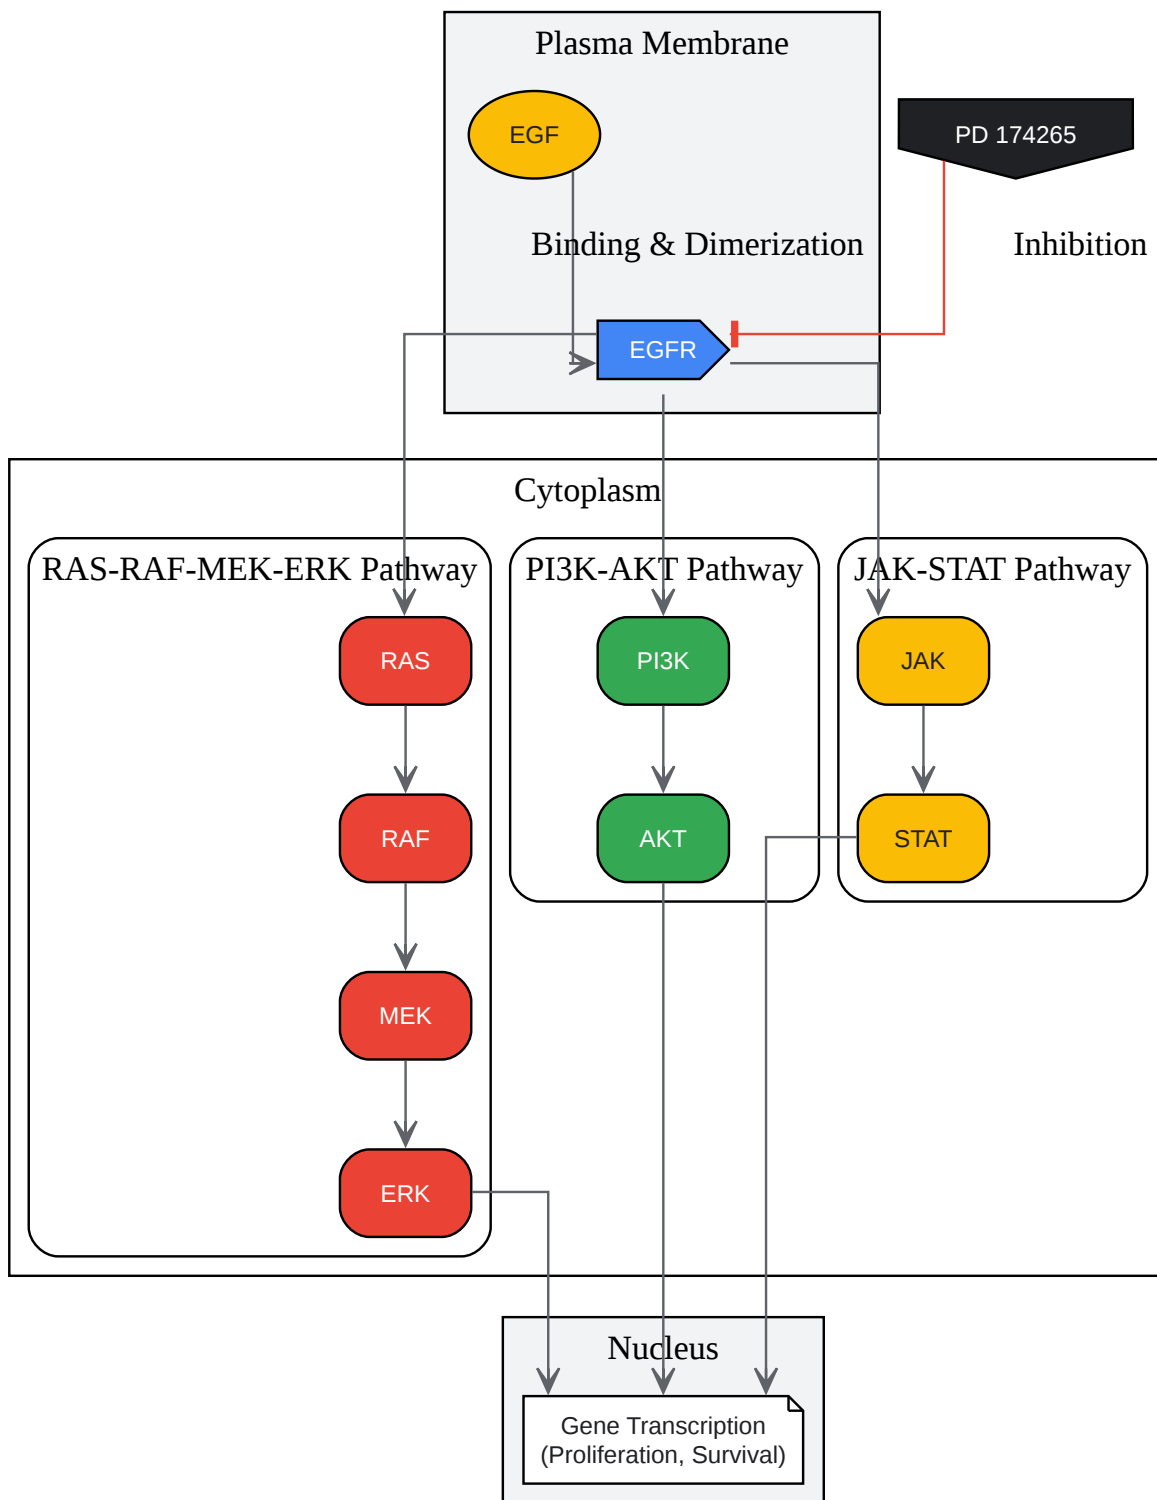 Plasma Membrane
EGF
PD 174265
Binding & Dimerization
Inhibition
EGFR
Cytoplasm
RAS-RAF-MEK-ERK Pathway
PI3K-AKT Pathway
JAK-STAT Pathway
RAS
PI3K
JAK
RAF
AKT
STAT
MEK
ERK
Nucleus
Gene Transcription
(Proliferation, Survival)